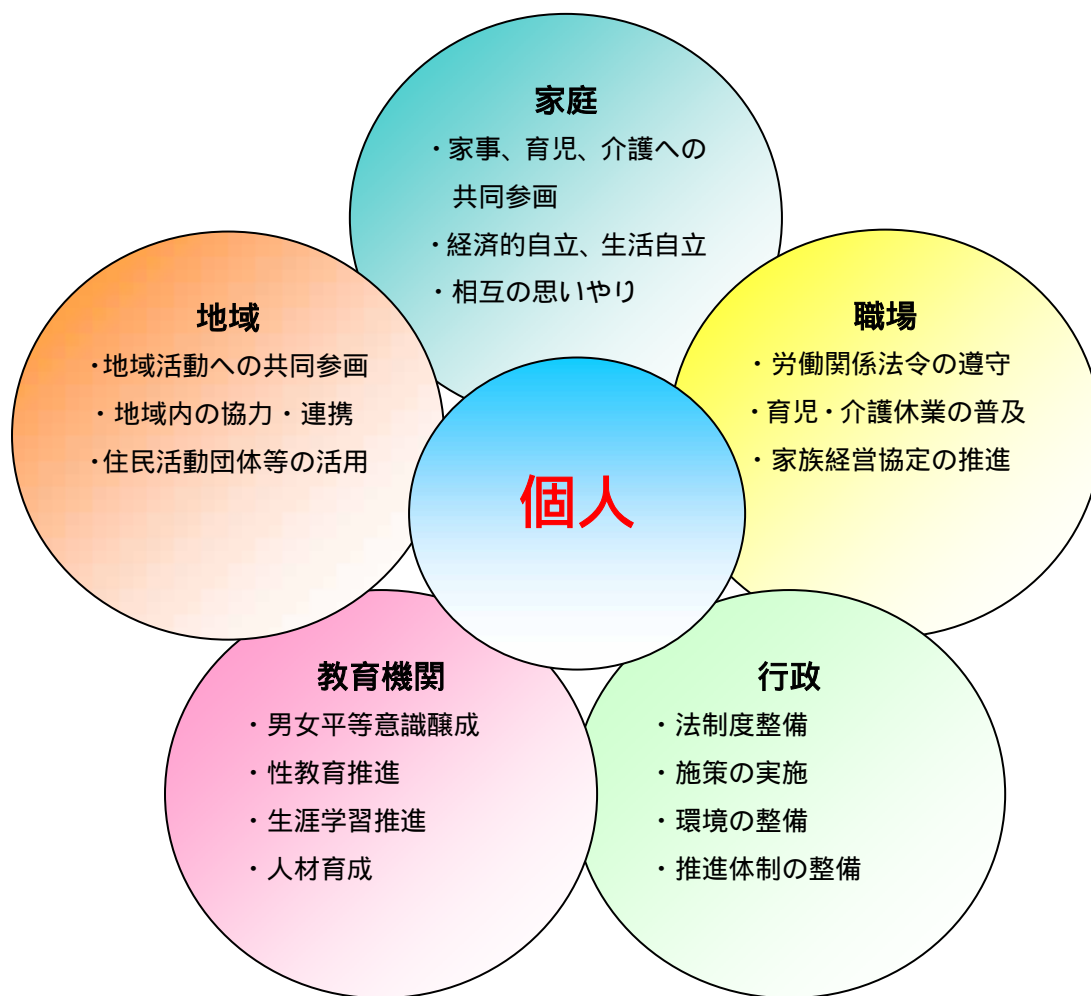 家庭
・家事、育児、介護への
共同参画
・経済的自立、生活自立
・相互の思いやり
地域
・地域活動への共同参画
・地域内の協力・連携
・住民活動団体等の活用
職場
・労働関係法令の遵守
・育児・介護休業の普及
・家族経営協定の推進
個人
教育機関
・男女平等意識醸成
・性教育推進
・生涯学習推進
・人材育成
行政
・法制度整備
・施策の実施
・環境の整備
・推進体制の整備